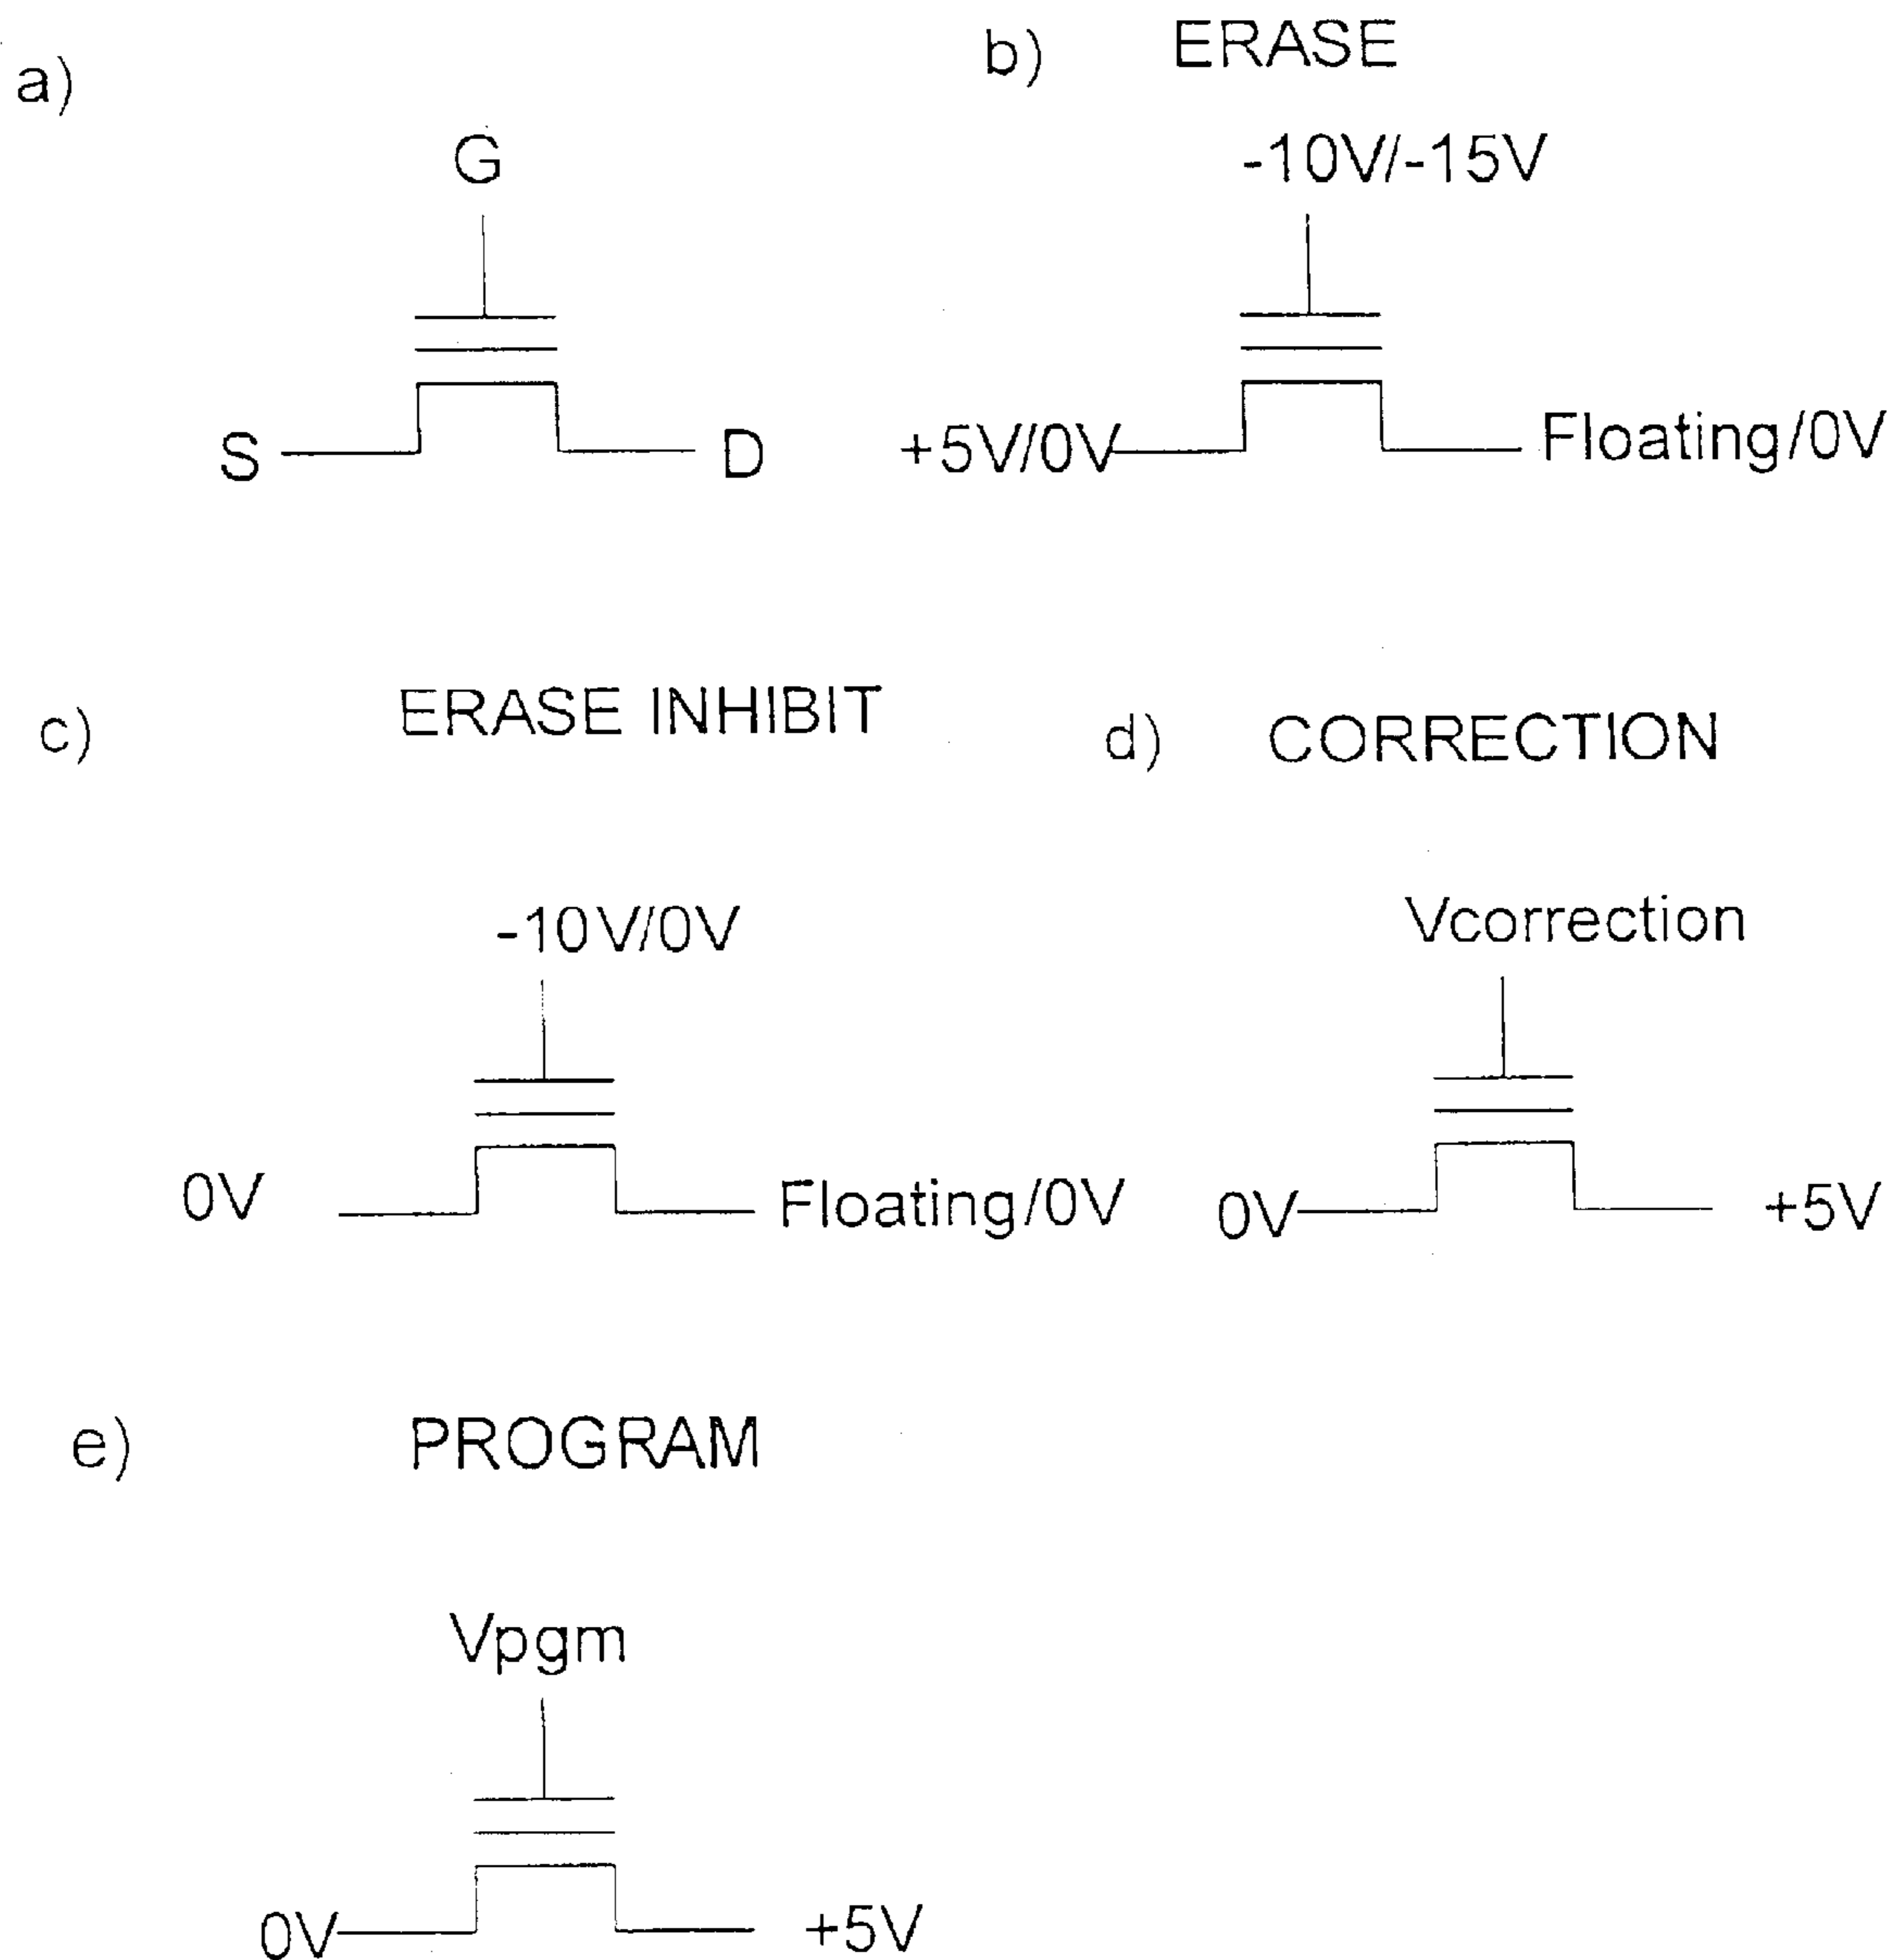 a)
G
S
D
b) ERASE
-10V/-15V
+5V/0V
Floating/0V
c) ERASE INHIBIT
-10V/0V
0V
Floating/0V
d) CORRECTION
Vcorrection
0V
+5V
e) PROGRAM
Vpgm
0V
+5V